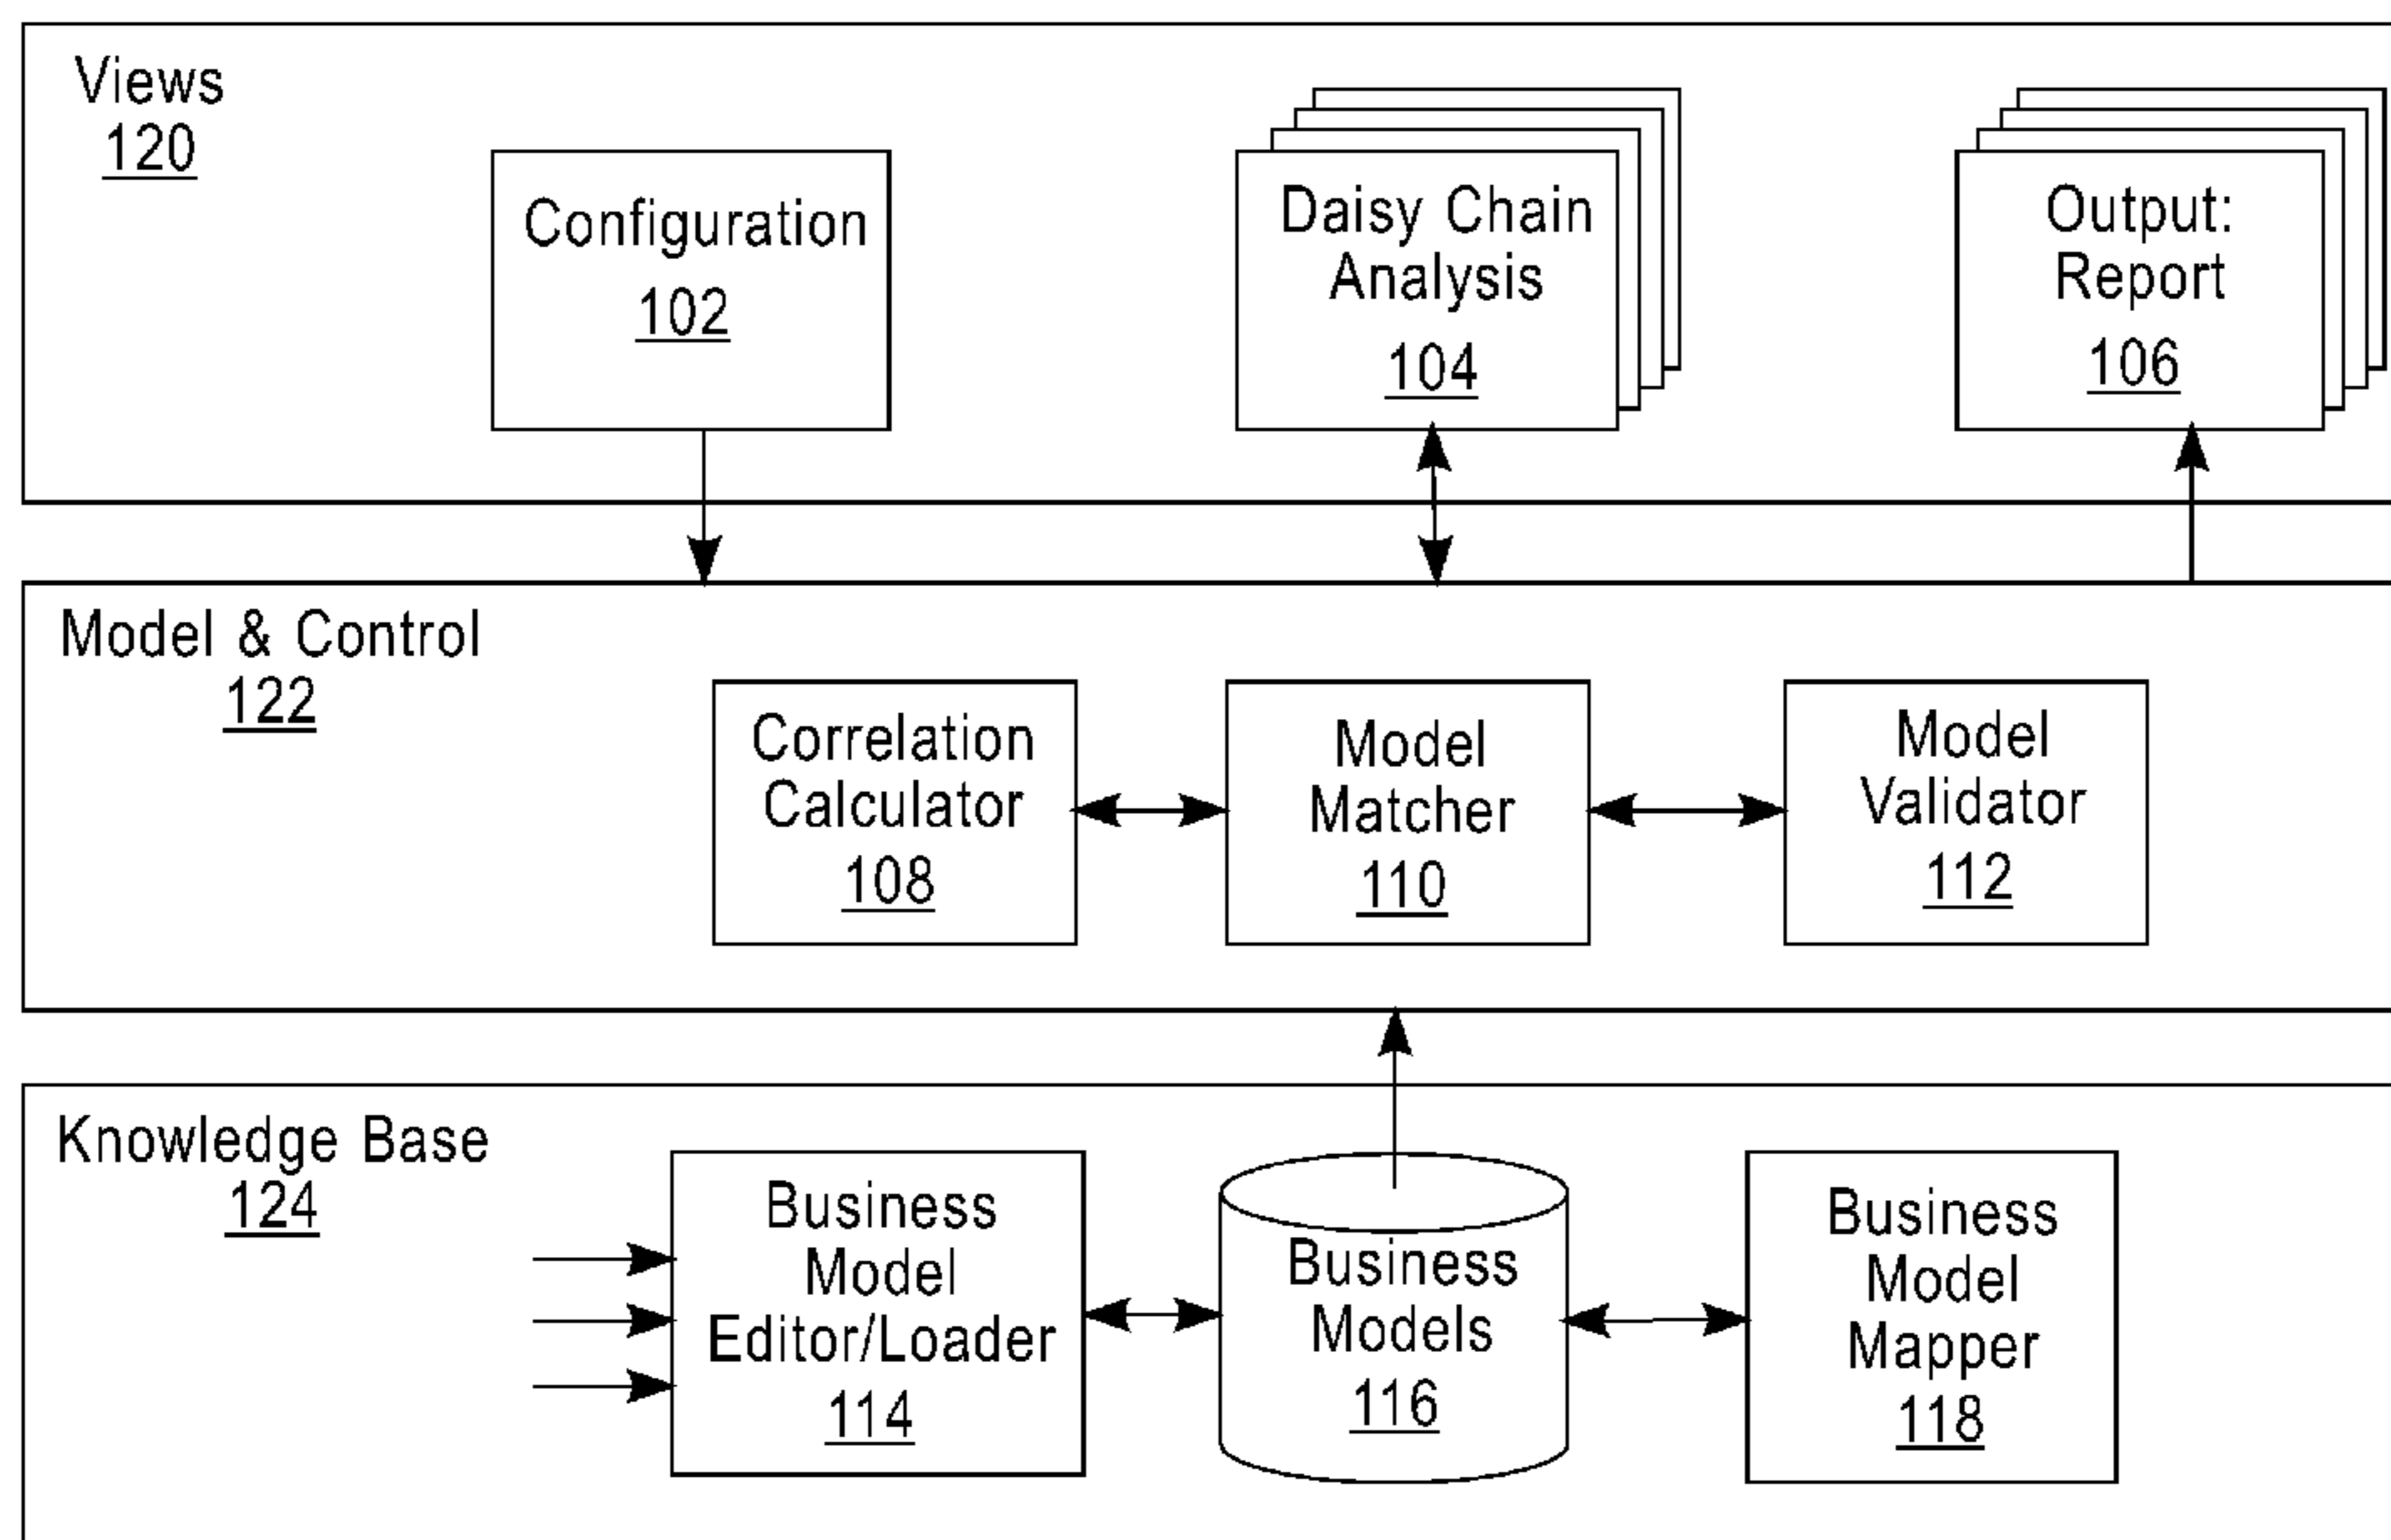 Views
120
Configuration
102
Daisy Chain
Analysis
104
Output:
Report
106
Model & Control
122
Correlation
Calculator
108
Model
Matcher
110
Model
Validator
112
Knowledge Base
124
Business
Model
Editor/Loader
114
Business
Models
116
Business
Model
Mapper
118